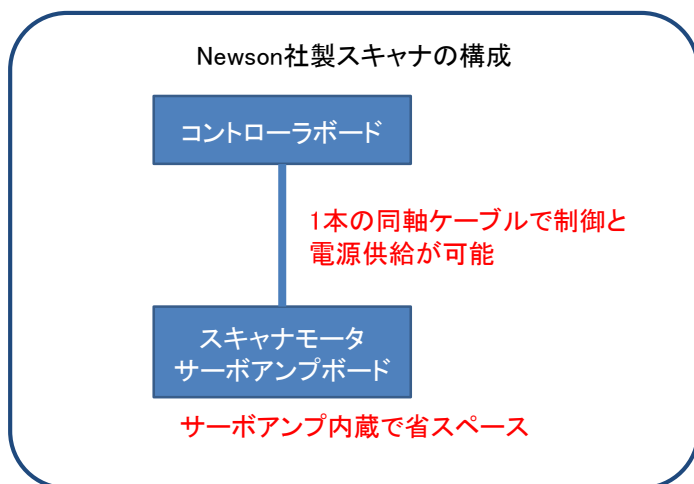 Newson社製スキャナの構成
コントローラボード
1本の同軸ケーブルで制御と
電源供給が可能
スキャナモータ
サーボアンプボード
サーボアンプ内蔵で省スペース